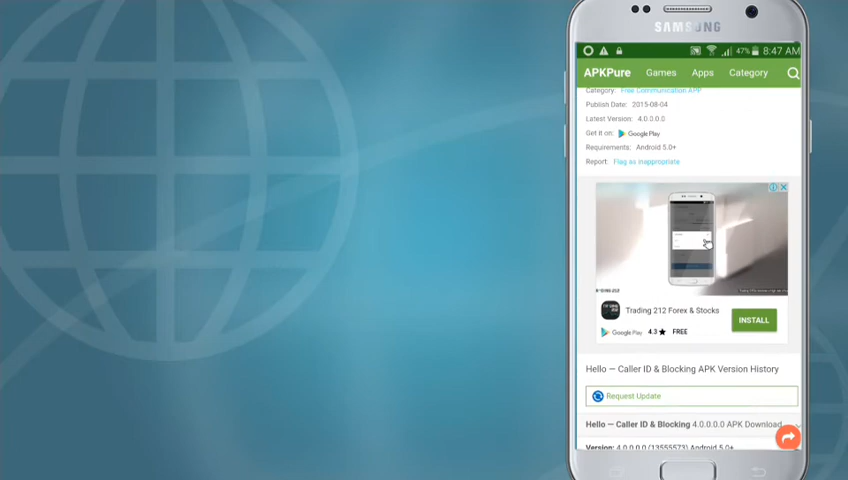 SAMSUNG
47% 8:47 AM
APKPure Games Apps Category
Category: Free Communication APP
Publish Date: 2015-08-04
Latest Version: 4.0.0.0.0
Get it on: Google Play
Requirements: Android 5.0+
Report: Flag as inappropriate
Trading 212 Forex & Stocks
Google Play 4.3 FREE
INSTALL
Hello — Caller ID & Blocking APK Version History
Request Update
Hello — Caller ID & Blocking 4.0.0.0.0 APK Download
Version: 4.0.0.0.0 (13555573) Android 5.0+